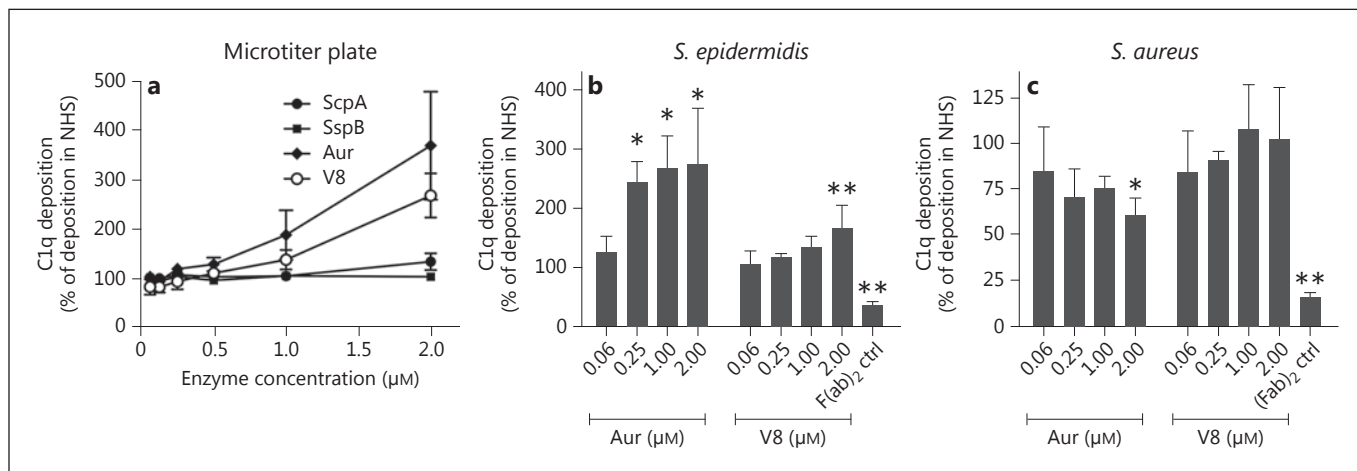 Microtiter plate
a
500
400
300
200
100
0
C1q deposition
(% of deposition in NHS)
ScpA
SspB
Aur
V8
0
0.5
1.0
2.0
Enzyme concentration (µM)
S. epidermidis
b
400
300
200
100
0
C1q deposition
(% of deposition in NHS)
*
*
*
**
**
0.06
0.25
1.00
2.00
0.06
0.25
1.00
2.00
F(ab)2 ctrl
Aur (µM)
V8 (µM)
S. aureus
c
125
100
75
50
25
0
C1q deposition
(% of deposition in NHS)
*
**
0.06
0.25
1.00
2.00
0.06
0.25
1.00
2.00
(Fab)2 ctrl
Aur (µM)
V8 (µM)